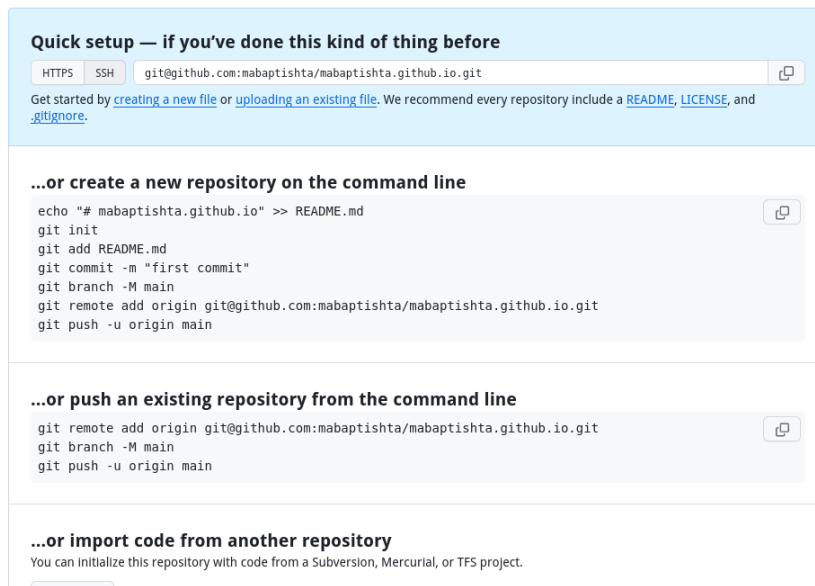 Quick setup — if you’ve done this kind of thing before
HTTPS SSH git@github.com:mabaptishta/mabaptishta.github.io.git
Get started by creating a new file or uploading an existing file. We recommend every repository include a README, LICENSE, and
.gitignore.
…or create a new repository on the command line
echo "# mabaptishta.github.io" >> README.md
git init
git add README.md
git commit -m "first commit"
git branch -M main
git remote add origin git@github.com:mabaptishta/mabaptishta.github.io.git
git push -u origin main
…or push an existing repository from the command line
git remote add origin git@github.com:mabaptishta/mabaptishta.github.io.git
git branch -M main
git push -u origin main
…or import code from another repository
You can initialize this repository with code from a Subversion, Mercurial, or TFS project.